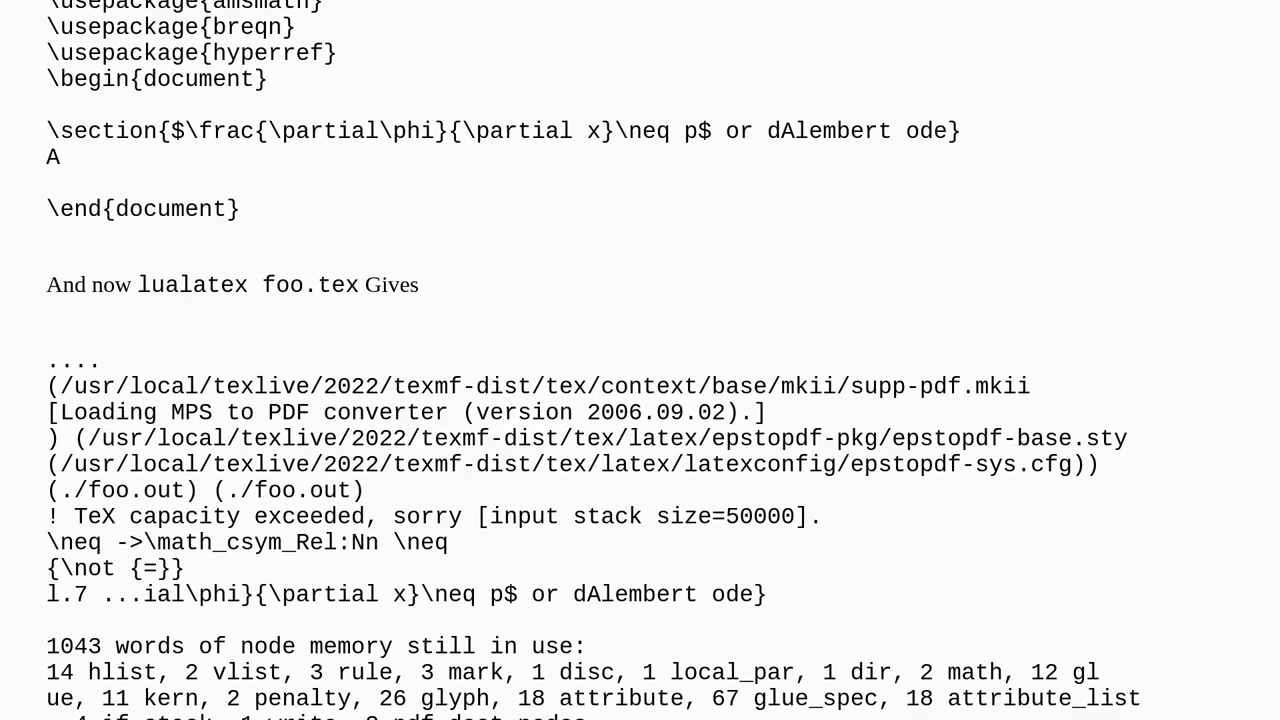 \usepackage{amsmath}
\usepackage{breqn}
\usepackage{hyperref}
\begin{document}
\section{$\frac{\partial\phi}{\partial x}\neq p$ or dAlembert ode}
A
\end{document}
And now lualatex foo.tex Gives
....
(/usr/local/texlive/2022/texmf-dist/tex/context/base/mkii/supp-pdf.mkii
[Loading MPS to PDF converter (version 2006.09.02).]
) (/usr/local/texlive/2022/texmf-dist/tex/latex/epstopdf-pkg/epstopdf-base.sty
(/usr/local/texlive/2022/texmf-dist/tex/latex/latexconfig/epstopdf-sys.cfg))
(./foo.out) (./foo.out)
! TeX capacity exceeded, sorry [input stack size=50000].
\neq ->\math_csym_Rel:Nn \neq
{\not {=}}
l.7 ...ial\phi}{\partial x}\neq p$ or dAlembert ode}
1043 words of node memory still in use:
14 hlist, 2 vlist, 3 rule, 3 mark, 1 disc, 1 local_par, 1 dir, 2 math, 12 gl
ue, 11 kern, 2 penalty, 26 glyph, 18 attribute, 67 glue_spec, 18 attribute_list